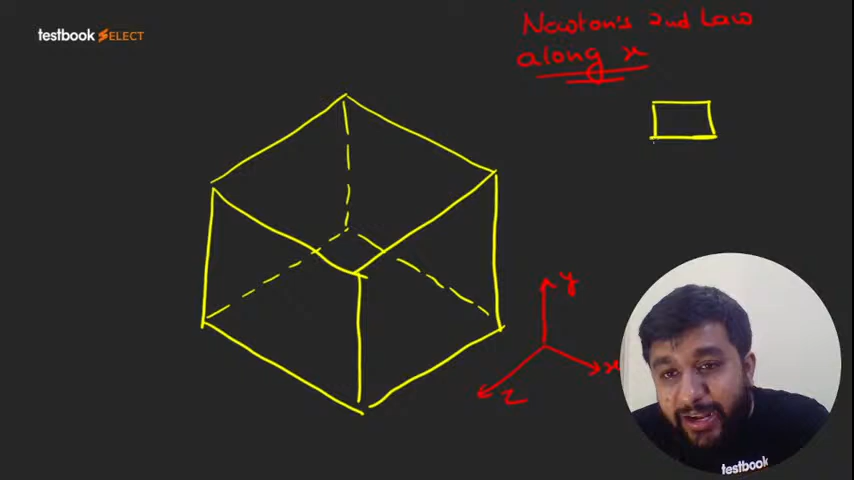 testbook SELECT
Newton's 2nd Law
along x
y
x
z
testbook